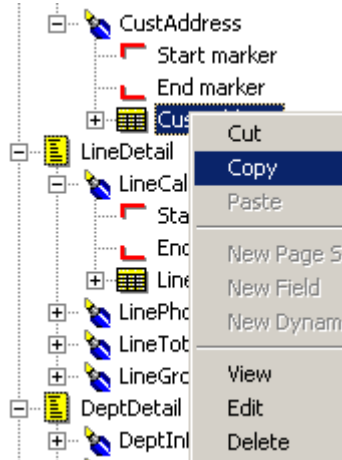 CustAddress
Start marker
End marker
Cus
Cut
LineDetail
Copy
LineCal
Paste
Sta
End
New Page S
Line
New Field
LinePho
New Dynam
LineTot
LineGro
View
DeptDetail
Edit
DeptInl
Delete